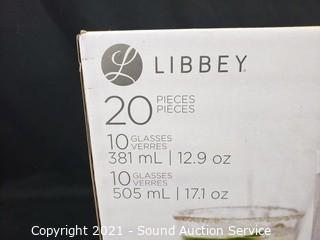 LIBBEY
20 PIECES
PIÈCES
10 GLASSES
VERRES
381 mL | 12.9 oz
10 GLASSES
VERRES
505 mL | 17.1 oz
Copyright 2021 - Sound Auction Service